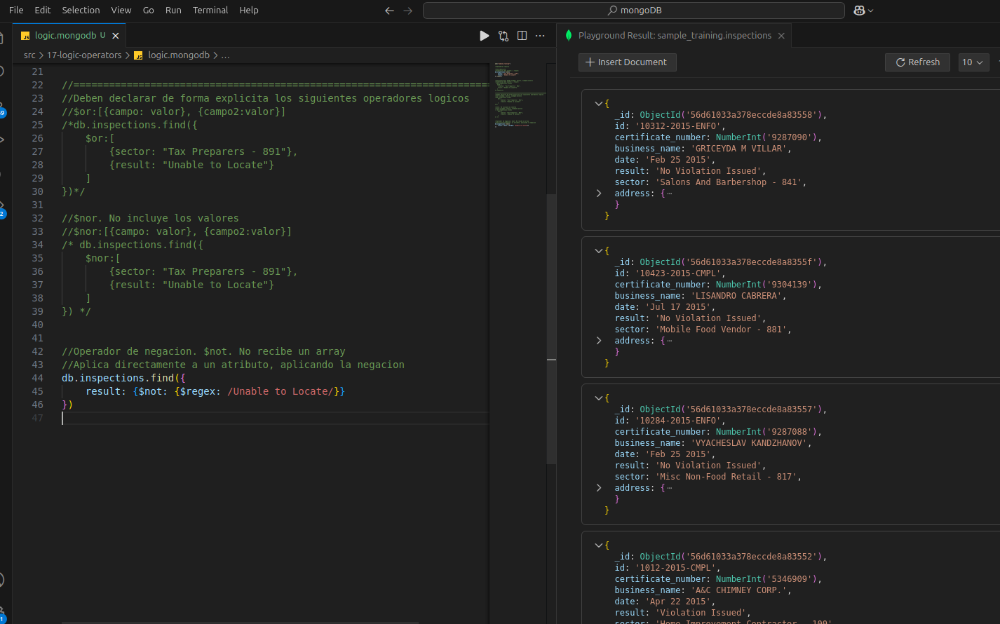 File Edit Selection View Go Run Terminal Help
mongoDB
logic.mongodb U
src > 17-logic-operators > logic.mongodb > ...
21
22 //
23 //Deben declarar de forma explicita los siguientes operadores logicos
24 //$or:[{campo: valor}, {campo2:valor}]
25 /*db.inspections.find({
26     $or:[
27         {sector: "Tax Preparers - 891"},
28         {result: "Unable to Locate"}
29     ]
30 })*/
31
32 //$nor. No incluye los valores
33 //$nor:[{campo: valor}, {campo2:valor}]
34 /* db.inspections.find({
35     $nor:[
36         {sector: "Tax Preparers - 891"},
37         {result: "Unable to Locate"}
38     ]
39 }) */
40
41
42 //Operador de negacion. $not. No recibe un array
43 //Aplica directamente a un atributo, aplicando la negacion
44 db.inspections.find({
45     result: {$not: {$regex: /Unable to Locate/}}
46 })
47
Playground Result: sample_training.inspections
Insert Document
Refresh
10
{
_id: ObjectId('56d61033a378eccde8a83558'),
id: '10312-2015-ENFO',
certificate_number: NumberInt('9287090'),
business_name: 'GRICEYDA M VILLAR',
date: 'Feb 25 2015',
result: 'No Violation Issued',
sector: 'Salons And Barbershop - 841',
address: {
}
}
{
_id: ObjectId('56d61033a378eccde8a8355f'),
id: '10423-2015-CMPL',
certificate_number: NumberInt('9304139'),
business_name: 'LISANDRO CABRERA',
date: 'Jul 17 2015',
result: 'No Violation Issued',
sector: 'Mobile Food Vendor - 881',
address: {
}
}
{
_id: ObjectId('56d61033a378eccde8a83557'),
id: '10284-2015-ENFO',
certificate_number: NumberInt('9287088'),
business_name: 'VYACHESLAV KANDZHANOV',
date: 'Feb 25 2015',
result: 'No Violation Issued',
sector: 'Misc Non-Food Retail - 817',
address: {
}
}
{
_id: ObjectId('56d61033a378eccde8a83552'),
id: '1012-2015-CMPL',
certificate_number: NumberInt('5346909'),
business_name: 'A&C CHIMNEY CORP.',
date: 'Apr 22 2015',
result: 'Violation Issued',
sector: 'Home Improvement Contractor - 100'